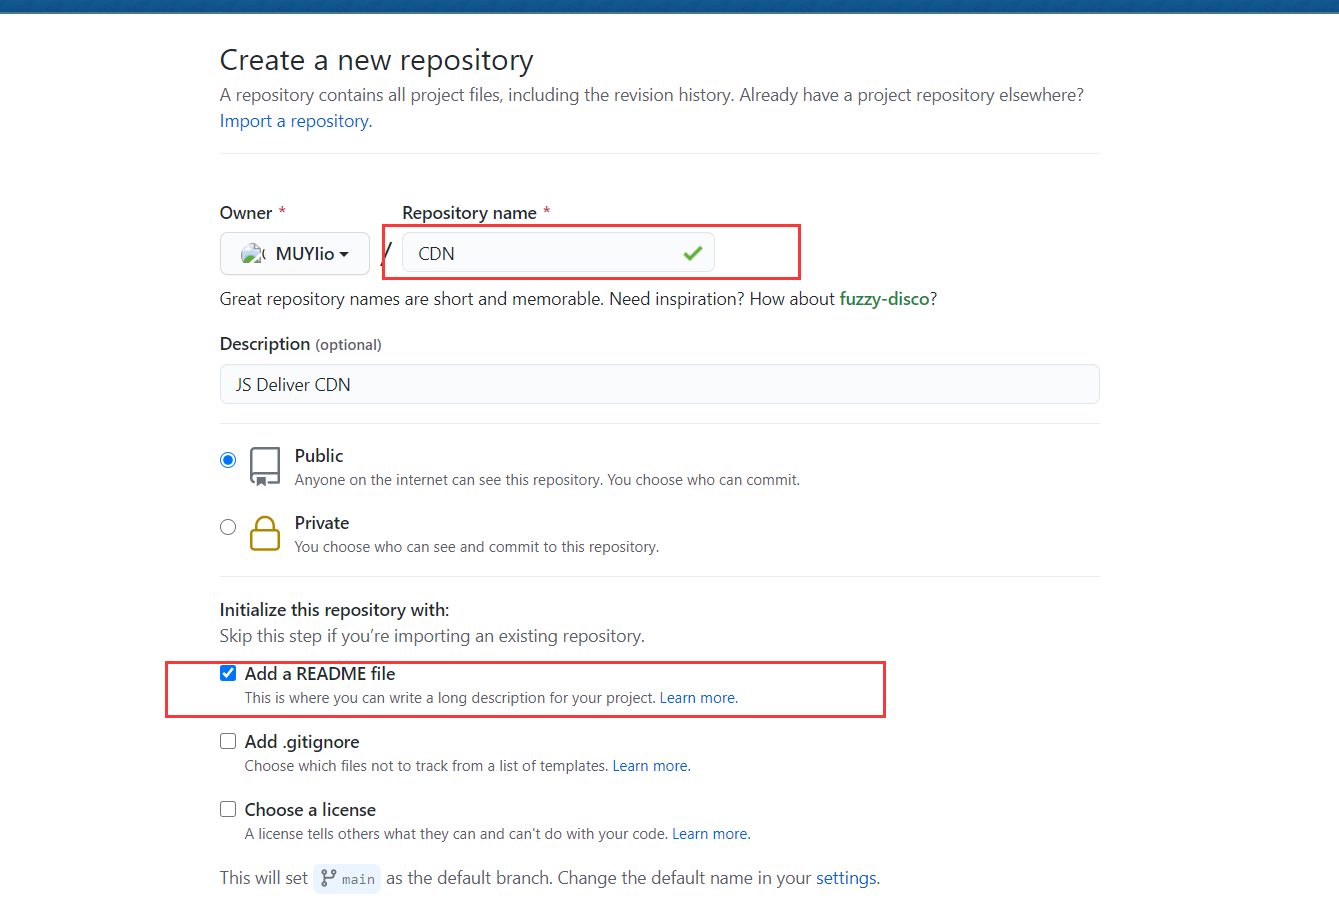 Create a new repository
A repository contains all project files, including the revision history. Already have a project repository elsewhere?
Import a repository.
Owner *
Repository name *
MUYlio
/
CDN
Great repository names are short and memorable. Need inspiration? How about fuzzy-disco?
Description (optional)
JS Deliver CDN
Public
Anyone on the internet can see this repository. You choose who can commit.
Private
You choose who can see and commit to this repository.
Initialize this repository with:
Skip this step if you’re importing an existing repository.
Add a README file
This is where you can write a long description for your project. Learn more.
Add .gitignore
Choose which files not to track from a list of templates. Learn more.
Choose a license
A license tells others what they can and can't do with your code. Learn more.
This will set main as the default branch. Change the default name in your settings.